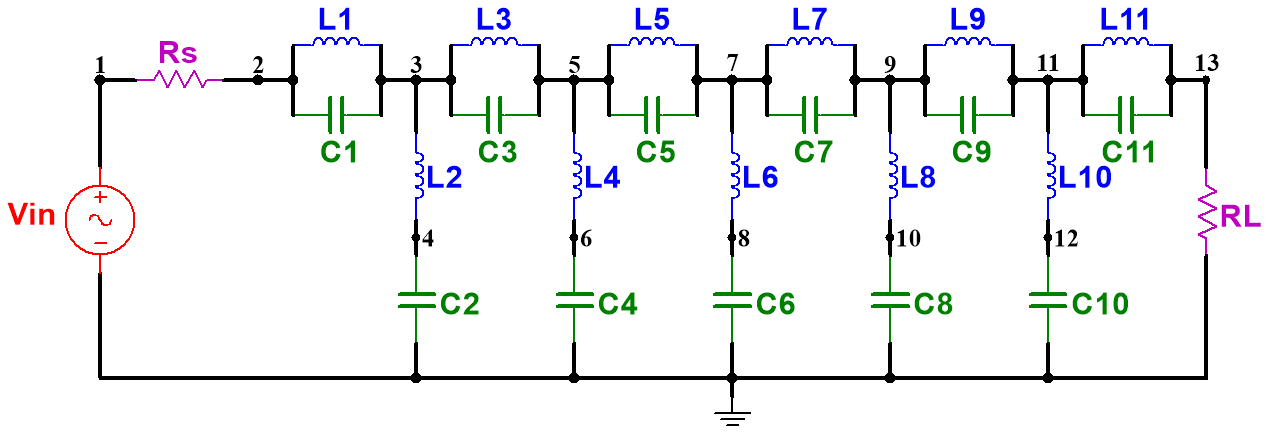 L1 L3 L5 L7 L9 L11
1 Rs 2 3 5 7 9 11 13
C1 C3 C5 C7 C9 C11
L2 L4 L6 L8 L10
Vin + − RL
4 6 8 10 12
C2 C4 C6 C8 C10